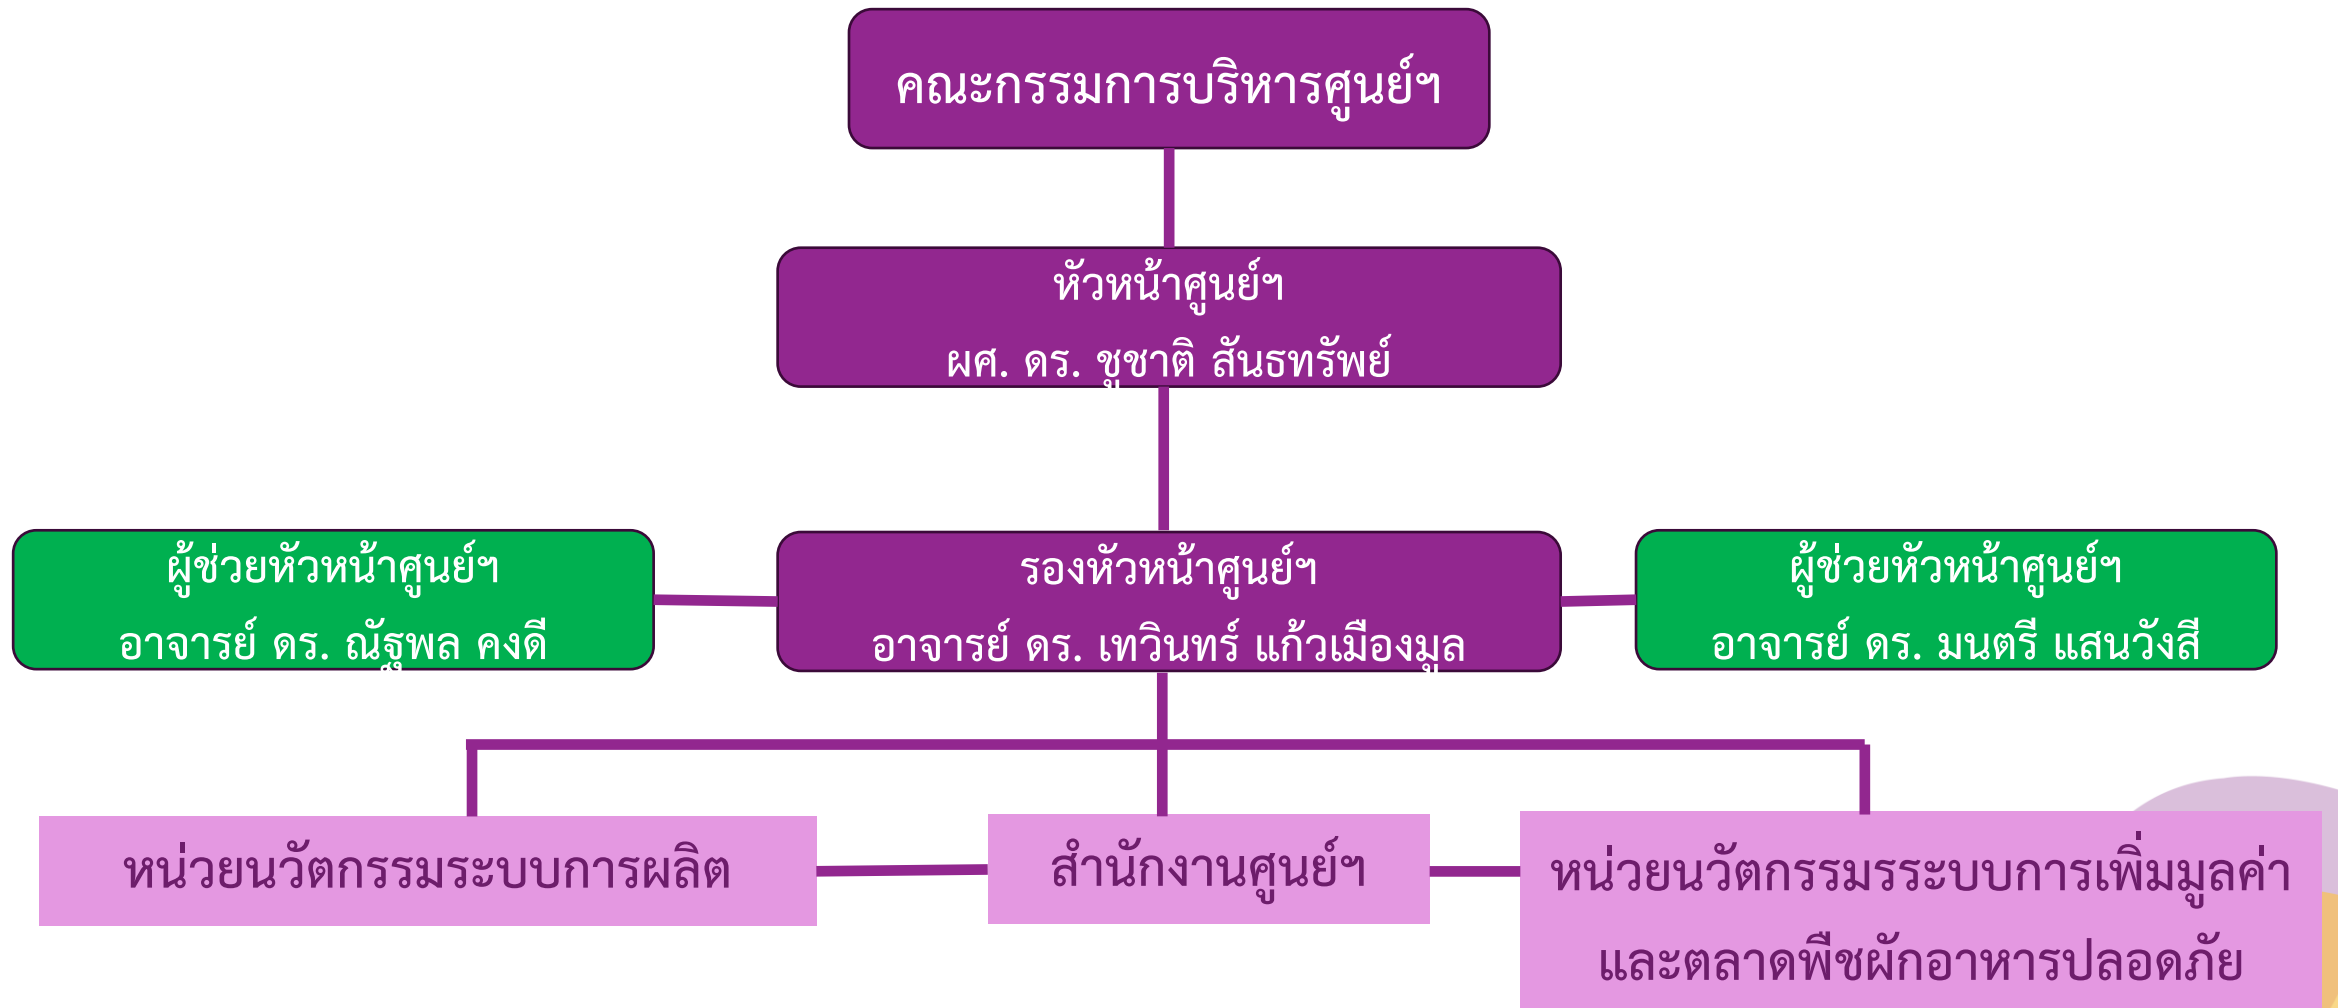 คณะกรรมการบริหารศูนย์ฯ
หัวหน้าศูนย์ฯ
ผศ. ดร. ชูชาติ สันธทรัพย์
ผู้ช่วยหัวหน้าศูนย์ฯ
อาจารย์ ดร. ณัฐพล คงดี
รองหัวหน้าศูนย์ฯ
อาจารย์ ดร. เทวินทร์ แก้วเมืองมูล
ผู้ช่วยหัวหน้าศูนย์ฯ
อาจารย์ ดร. มนตรี แสนวังสี
หน่วยนวัตกรรมระบบการผลิต
สำนักงานศูนย์ฯ
หน่วยนวัตกรรมรระบบการเพิ่มมูลค่า
และตลาดพืชผักอาหารปลอดภัย